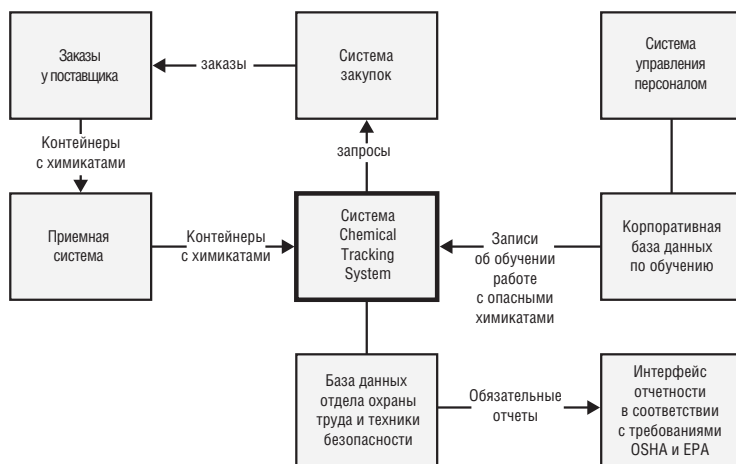 Заказы
у поставщика
заказы
Система
закупок
Система
управления
персоналом
Контейнеры
с химикатами
запросы
Приемная
система
Контейнеры
с химикатами
Система
Chemical
Tracking
System
Записи
об обучении
работе
с опасными
химикатами
Корпоративная
база данных
по обучению
База данных
отдела охраны
труда и техники
безопасности
Обязательные
отчеты
Интерфейс
отчетности
в соответствии
с требованиями
OSHA и EPA